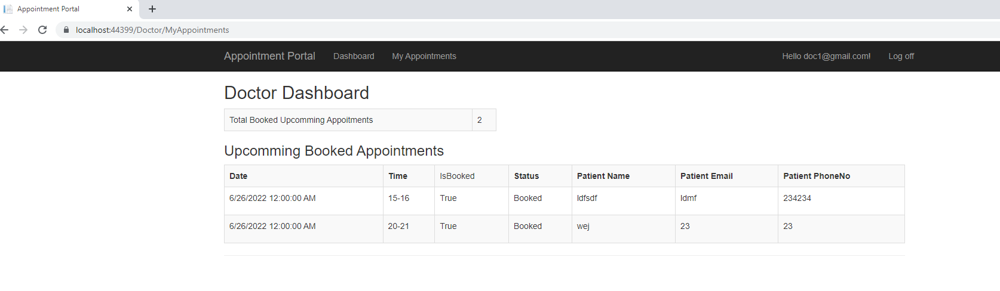 Appointment Portal
localhost:44399/Doctor/MyAppointments
Appointment Portal Dashboard My Appointments Hello doc1@gmail.com! Log off
Doctor Dashboard
Total Booked Upcomming Appoitments 2
Upcomming Booked Appointments
Date Time IsBooked Status Patient Name Patient Email Patient PhoneNo
6/26/2022 12:00:00 AM 15-16 True Booked ldfsdf ldmf 234234
6/26/2022 12:00:00 AM 20-21 True Booked wej 23 23